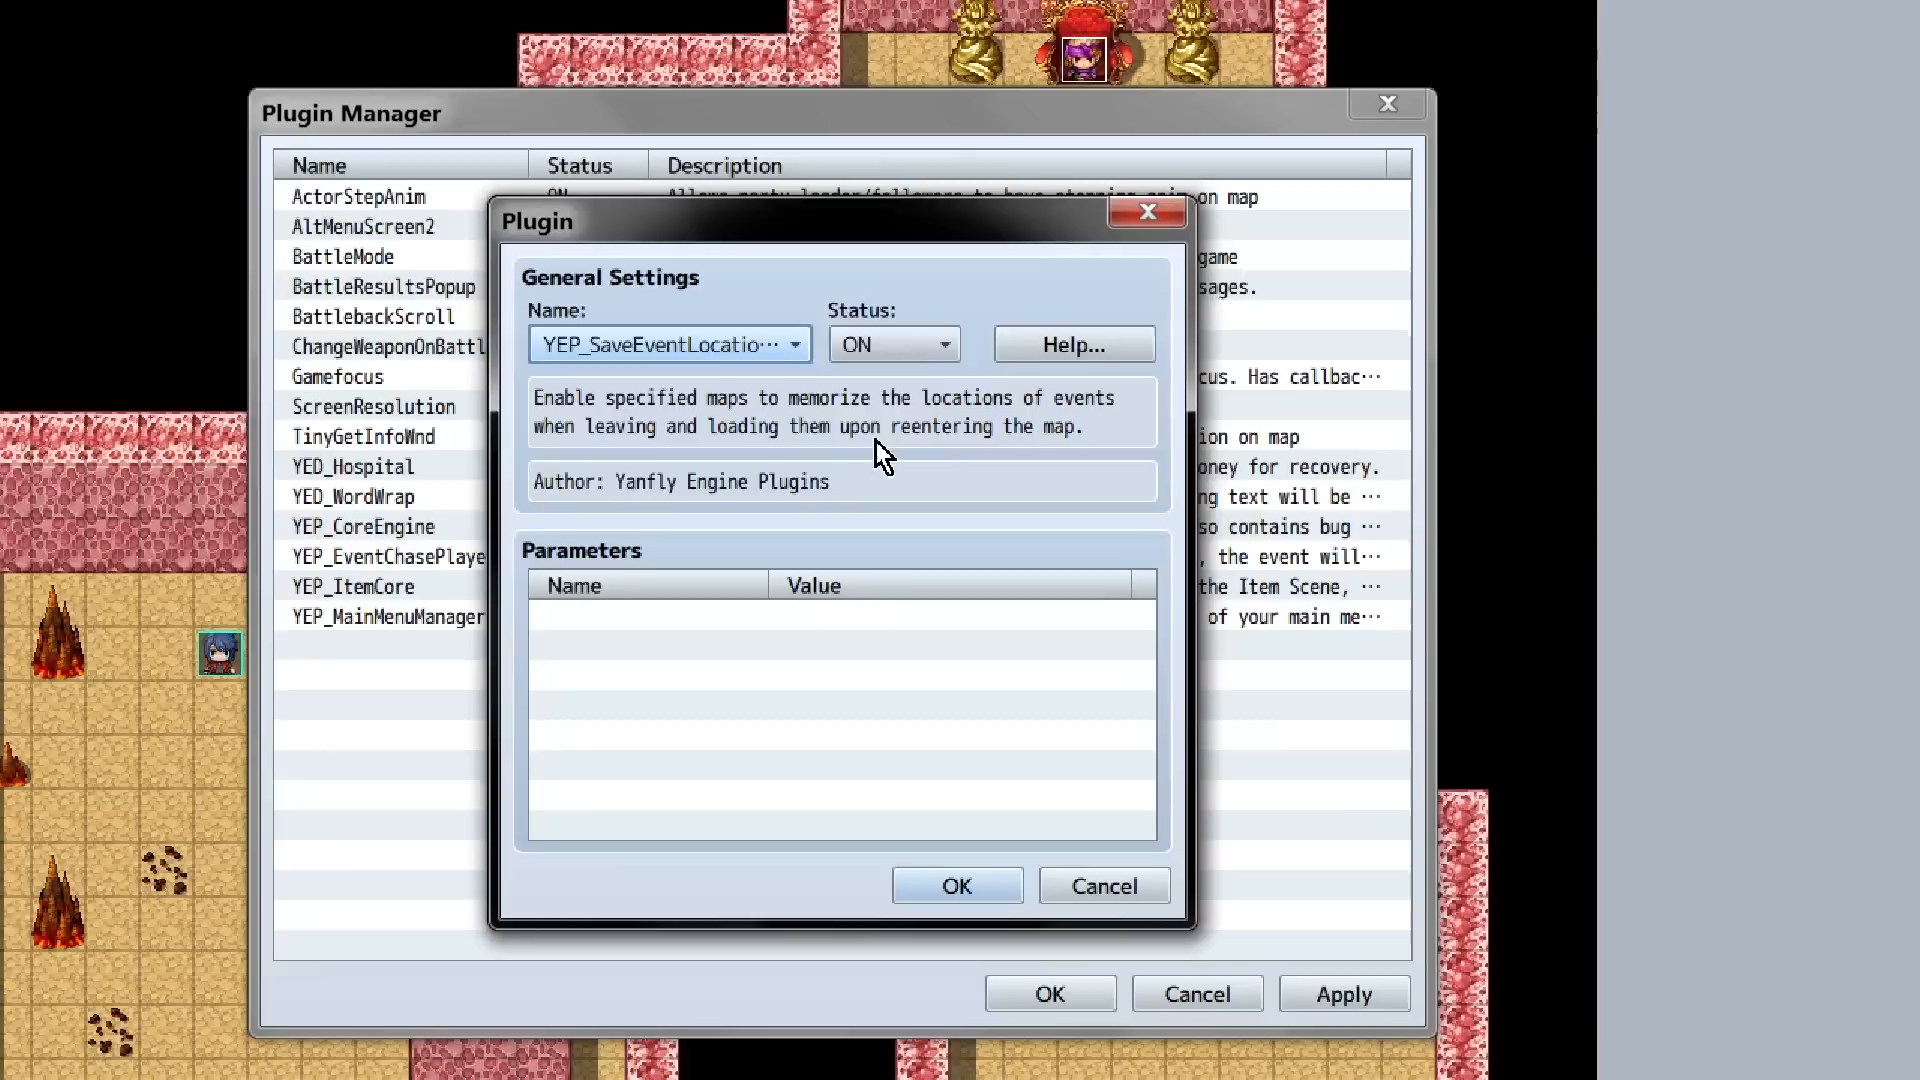 Plugin Manager
X
Name Status Description
ActorStepAnim on map
AltMenuScreen2
BattleMode game
BattleResultsPopup sages.
BattlebackScroll
ChangeWeaponOnBattl
Gamefocus cus. Has callbac···
ScreenResolution
TinyGetInfoWnd ion on map
YED_Hospital oney for recovery.
YED_WordWrap ng text will be ···
YEP_CoreEngine so contains bug ···
YEP_EventChasePlaye , the event will···
YEP_ItemCore the Item Scene, ···
YEP_MainMenuManager of your main me···
Plugin
X
General Settings
Name: Status:
YEP_SaveEventLocatio··· ON Help...
Enable specified maps to memorize the locations of events
when leaving and loading them upon reentering the map.
Author: Yanfly Engine Plugins
Parameters
Name Value
OK Cancel
OK Cancel Apply